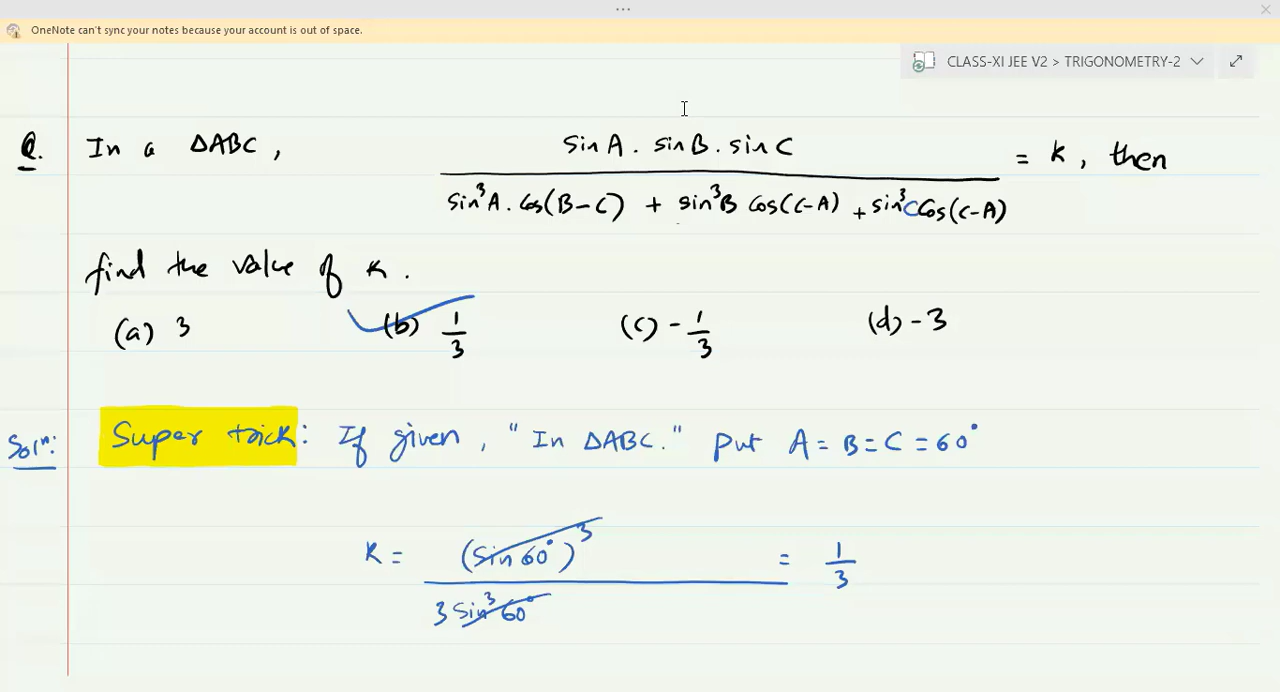 OneNote can't sync your notes because your account is out of space.
CLASS-XI JEE V2 > TRIGONOMETRY-2
Q. In a ΔABC, sin A . sin B . sin C / sin³A . Cos(B-C) + sin³B Cos(C-A) + sin³C Cos(C-A) = K, then
find the value of K.
(a) 3 (b) 1/3 (c) -1/3 (d) -3
Solⁿ: Super trick: If given, "In ΔABC." Put A = B = C = 60°
K = (Sin 60°)³ / 3 Sin³60° = 1/3